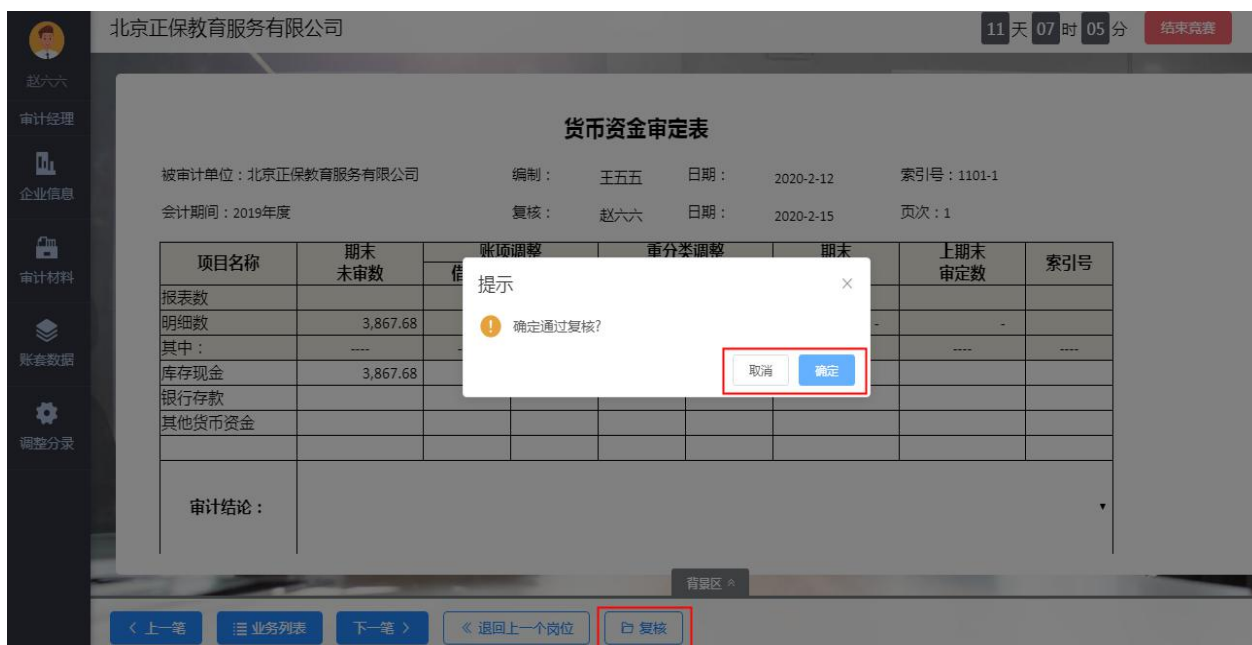 北京正保教育服务有限公司
11 天 07 时 05 分 结束竞赛
赵六六
审计经理
企业信息
审计材料
账套数据
调整分录
货币资金审定表
被审计单位：北京正保教育服务有限公司 编制： 王五五 日期： 2020-2-12 索引号：1101-1
会计期间：2019年度 复核： 赵六六 日期： 2020-2-15 页次：1
项目名称 期末未审数 账项调整 重分类调整 期末 上期末审定数 索引号
报表数
明细数 3,867.68 - -
其中： ---- - ---- ----
库存现金 3,867.68
银行存款
其他货币资金
审计结论：
提示 ×
确定通过复核?
取消 确定
背景区
上一笔 业务列表 下一笔 退回上一个岗位 复核